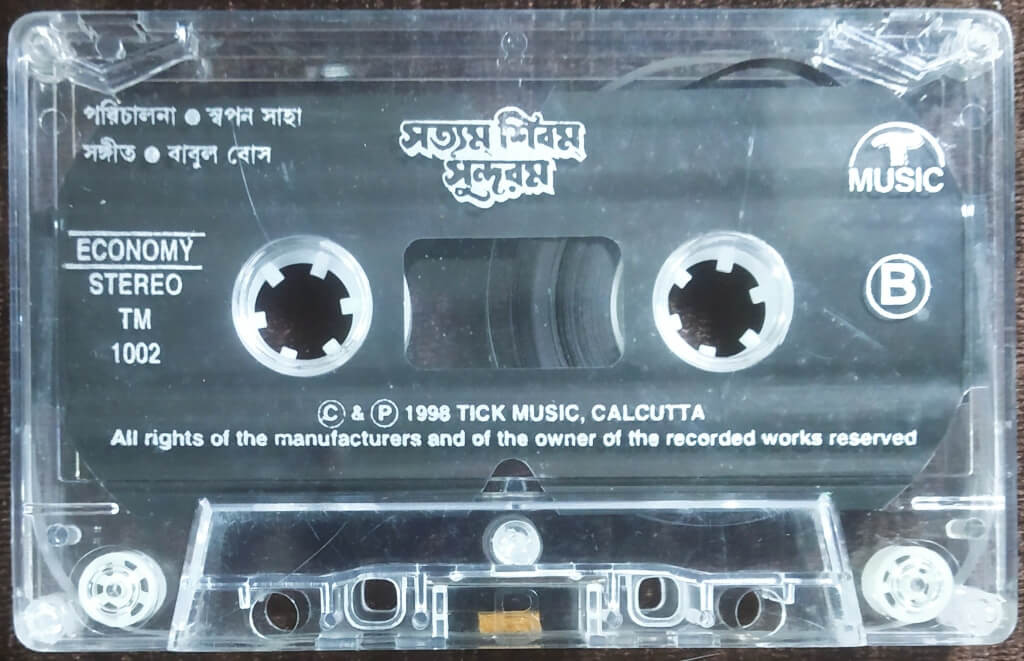 পরিচালনা ● স্বপন সাহা
সঙ্গীত ● বাবুল বোস
সত্যম শিবম
সুন্দরম
T
MUSIC
ECONOMY
STEREO
TM
1002
B
Ⓒ & Ⓟ 1998 TICK MUSIC, CALCUTTA
All rights of the manufacturers and of the owner of the recorded works reserved